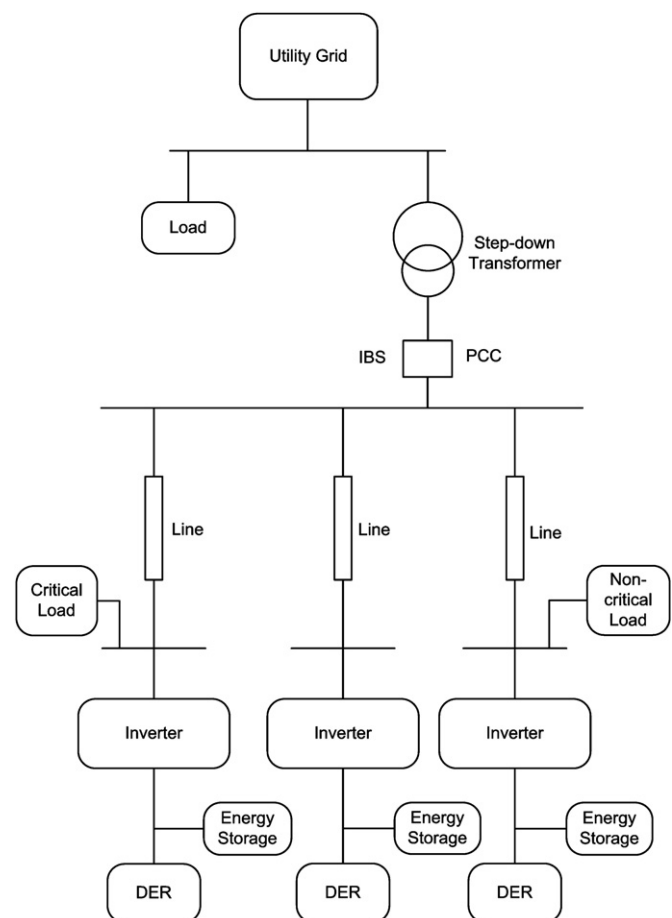 Utility Grid
Load
Step-down
Transformer
IBS
PCC
Line
Line
Line
Critical
Load
Non-
critical
Load
Inverter
Inverter
Inverter
Energy
Storage
Energy
Storage
Energy
Storage
DER
DER
DER